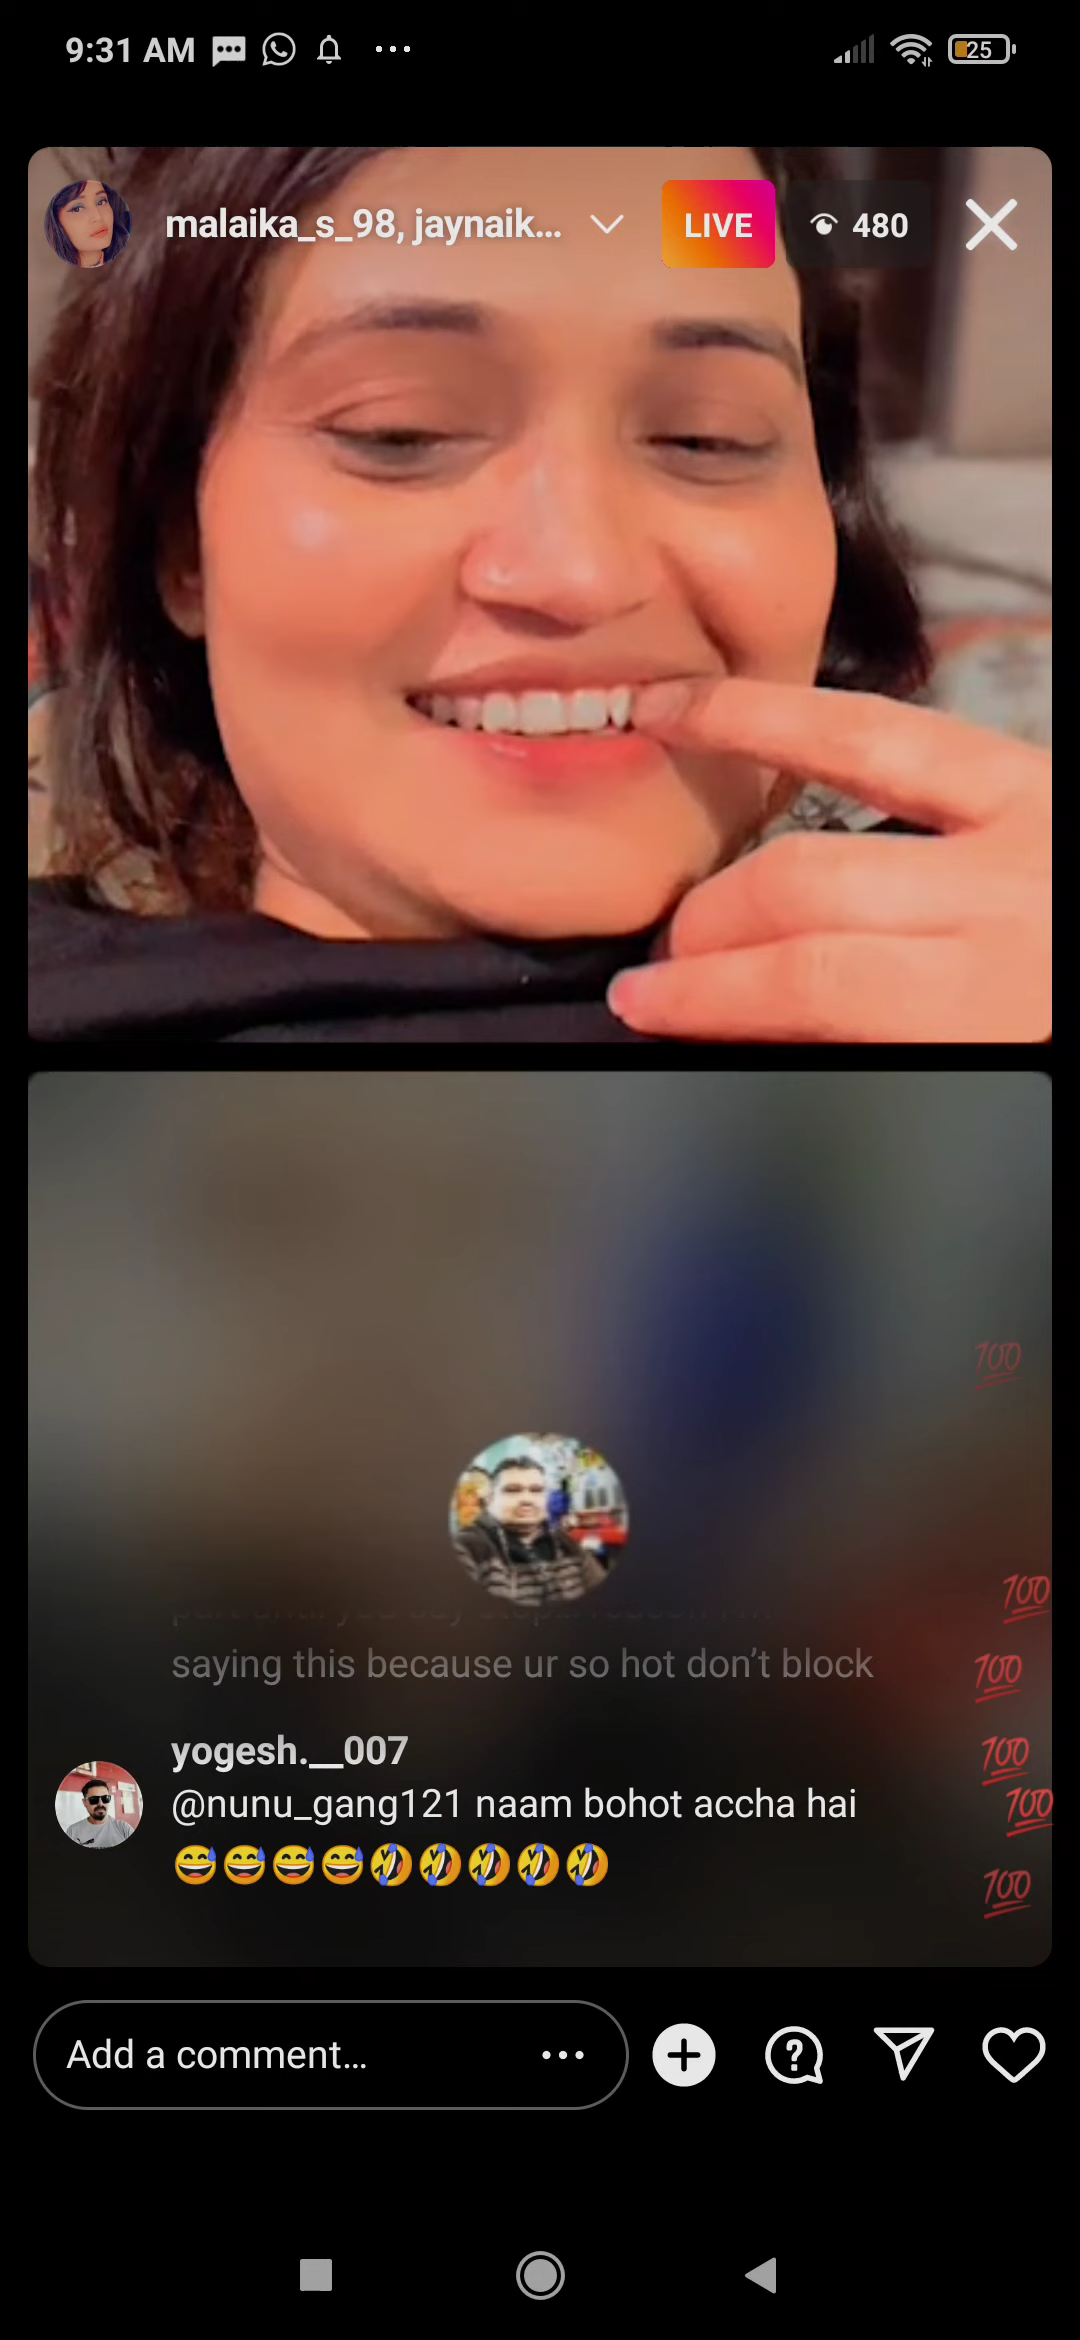 9:31 AM
25
malaika_s_98, jaynaik...
LIVE
480
saying this because ur so hot don't block
yogesh.__007
@nunu_gang121 naam bohot accha hai
😅😅😅😅🤣🤣🤣🤣🤣
Add a comment...